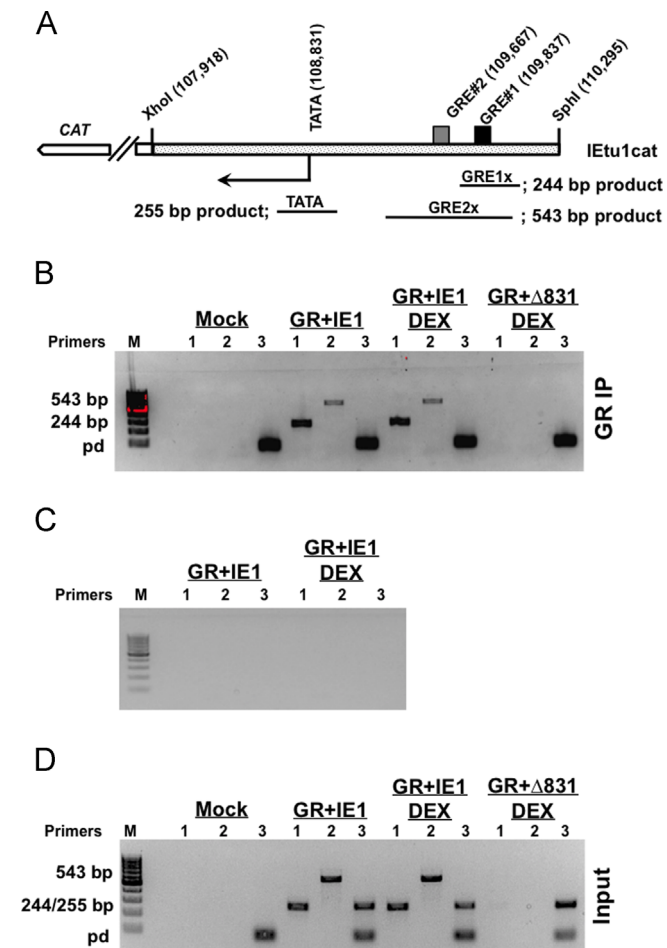 A
XhoI (107,918)
TATA (108,831)
GRE#2 (109,667)
GRE#1 (109,837)
SphI (110,295)
CAT
IEtu1cat
GRE1x ; 244 bp product
255 bp product; TATA
GRE2x ; 543 bp product
B
Mock GR+IE1 GR+IE1 DEX GR+Δ831 DEX
Primers M 1 2 3 1 2 3 1 2 3 1 2 3
543 bp
244 bp
pd
GR IP
C
GR+IE1 GR+IE1 DEX
Primers M 1 2 3 1 2 3
D
Mock GR+IE1 GR+IE1 DEX GR+Δ831 DEX
Primers M 1 2 3 1 2 3 1 2 3 1 2 3
543 bp
244/255 bp
pd
Input